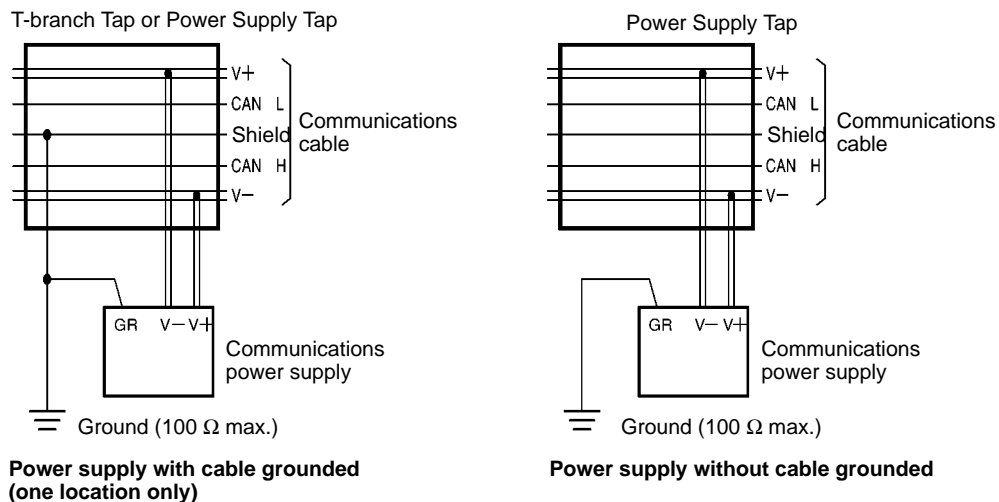 T-branch Tap or Power Supply Tap
V+
CAN L
Shield
CAN H
V−
Communications
cable
GR V− V+
Communications
power supply
Ground (100 Ω max.)
Power supply with cable grounded
(one location only)
Power Supply Tap
V+
CAN L
Shield
CAN H
V−
Communications
cable
GR V− V+
Communications
power supply
Ground (100 Ω max.)
Power supply without cable grounded